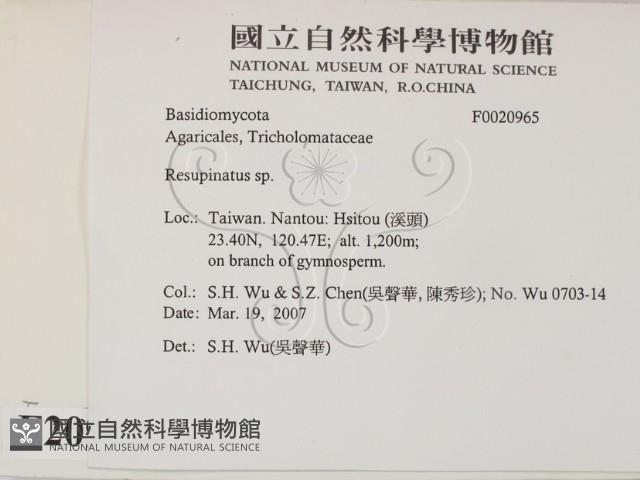 國立自然科學博物館
NATIONAL MUSEUM OF NATURAL SCIENCE
TAICHUNG, TAIWAN, R.O.CHINA
Basidiomycota F0020965
Agaricales, Tricholomataceae
Resupinatus sp.
Loc.: Taiwan. Nantou: Hsitou (溪頭)
23.40N, 120.47E; alt. 1,200m;
on branch of gymnosperm.
Col.: S.H. Wu & S.Z. Chen(吳聲華, 陳秀珍); No. Wu 0703-14
Date: Mar. 19, 2007
Det.: S.H. Wu(吳聲華)
F20
國立自然科學博物館
NATIONAL MUSEUM OF NATURAL SCIENCE